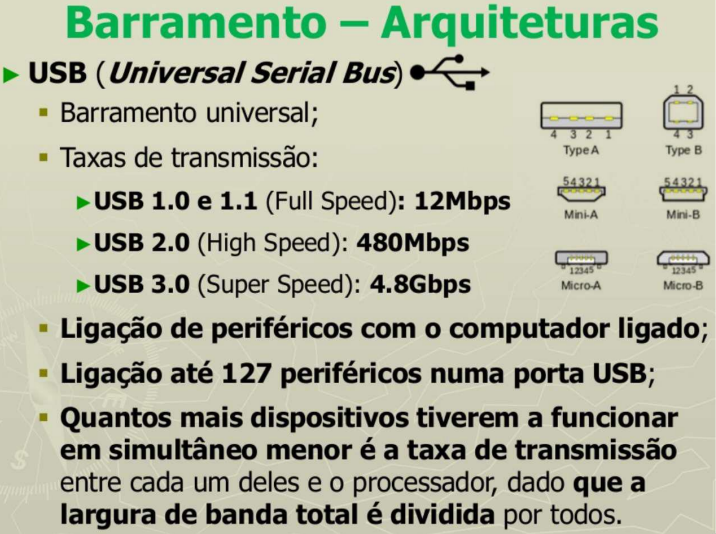 Barramento – Arquiteturas
► USB (Universal Serial Bus)
▪ Barramento universal;
▪ Taxas de transmissão:
►USB 1.0 e 1.1 (Full Speed): 12Mbps
►USB 2.0 (High Speed): 480Mbps
►USB 3.0 (Super Speed): 4.8Gbps
▪ Ligação de periféricos com o computador ligado;
▪ Ligação até 127 periféricos numa porta USB;
▪ Quantos mais dispositivos tiverem a funcionar
em simultâneo menor é a taxa de transmissão
entre cada um deles e o processador, dado que a
largura de banda total é dividida por todos.
4 3 2 1
Type A
1 2
4 3
Type B
54321
Mini-A
54321
Mini-B
12345
Micro-A
12345
Micro-B
S